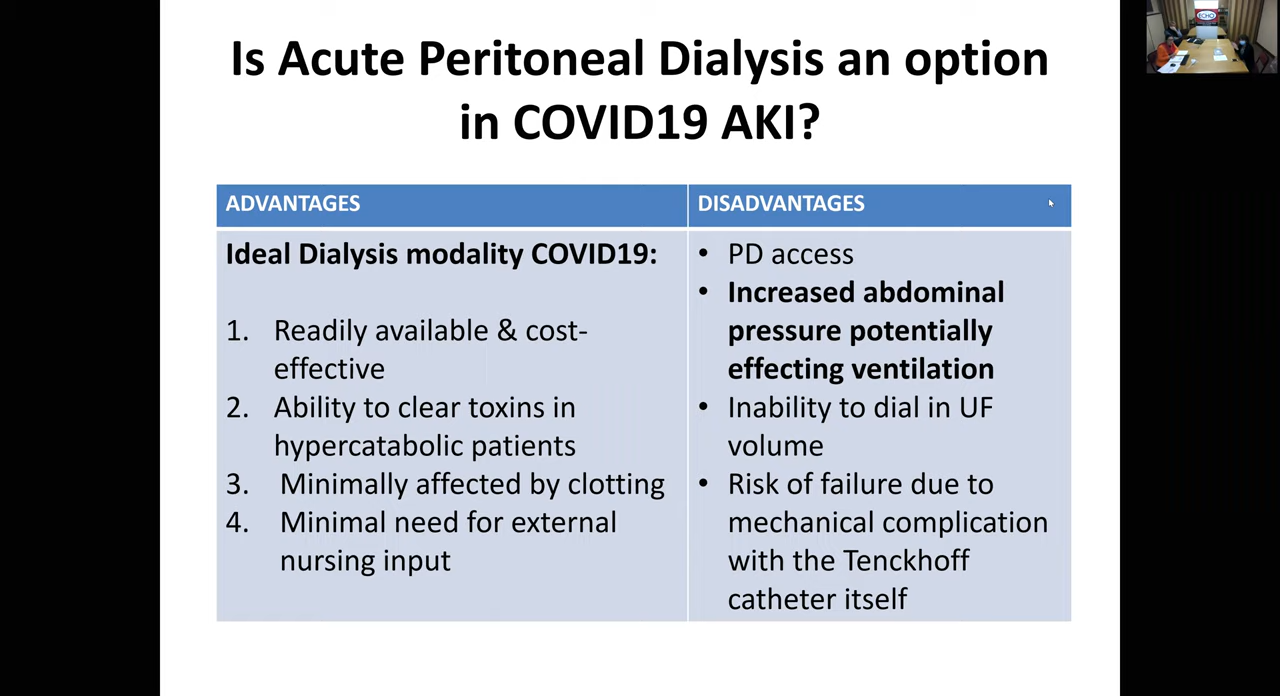 Is Acute Peritoneal Dialysis an option
in COVID19 AKI?
ADVANTAGES
Ideal Dialysis modality COVID19:
1. Readily available & cost-
effective
2. Ability to clear toxins in
hypercatabolic patients
3. Minimally affected by clotting
4. Minimal need for external
nursing input
DISADVANTAGES
• PD access
• Increased abdominal
pressure potentially
effecting ventilation
• Inability to dial in UF
volume
• Risk of failure due to
mechanical complication
with the Tenckhoff
catheter itself
ECHO